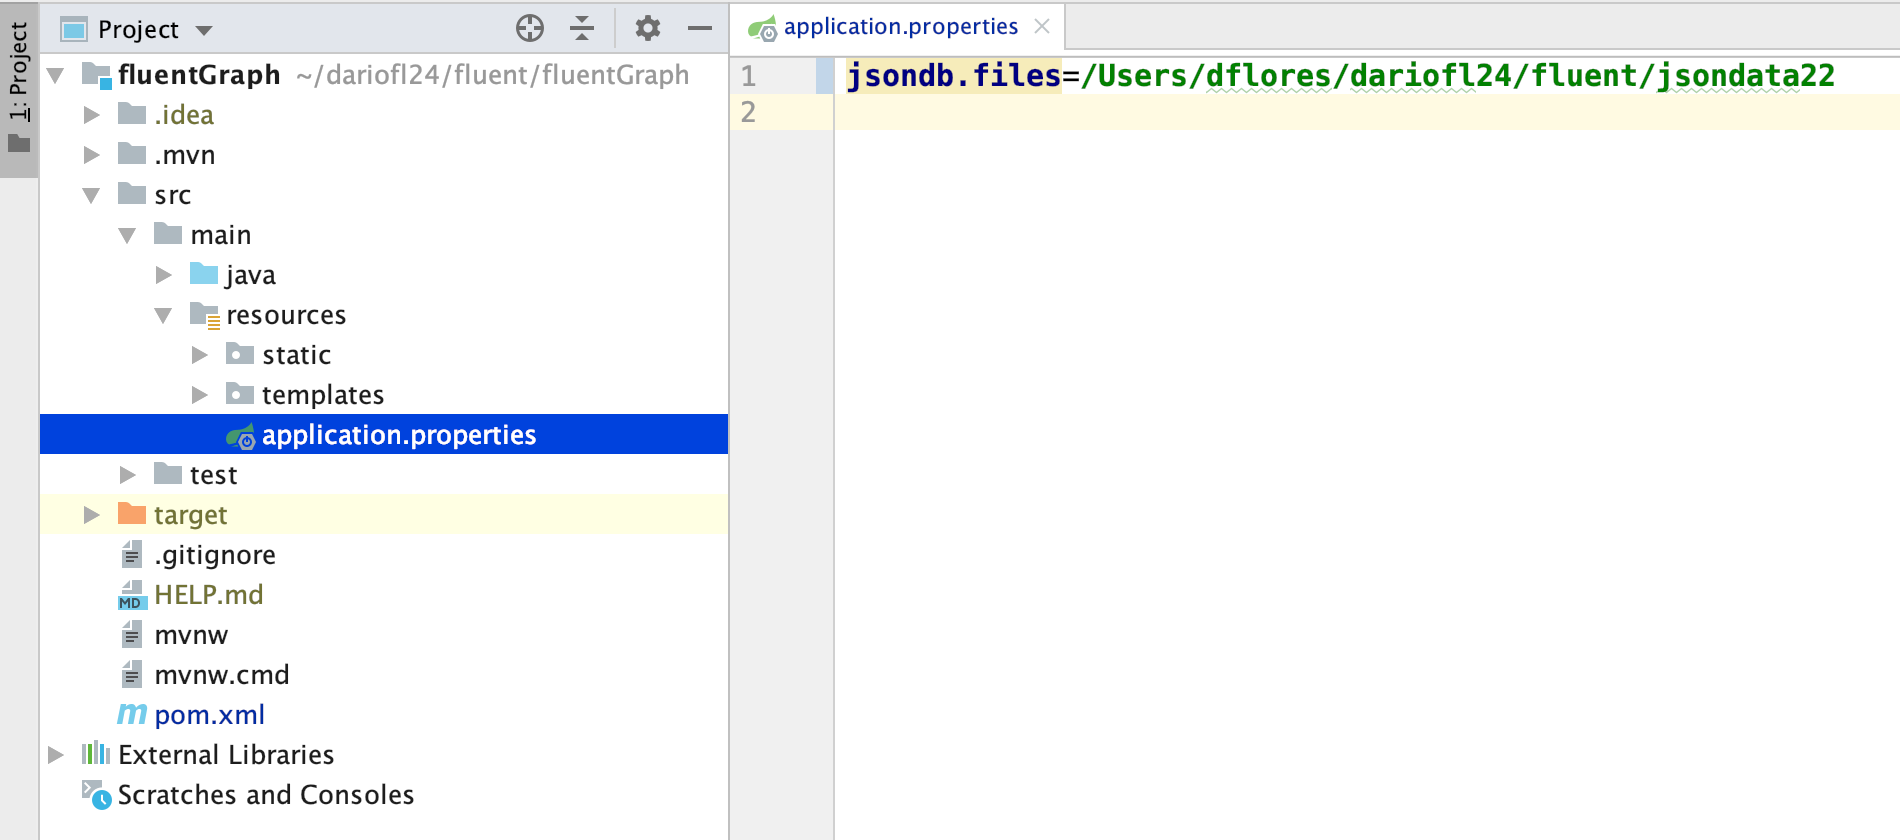 1: Project
Project
fluentGraph ~/dariofl24/fluent/fluentGraph
.idea
.mvn
src
main
java
resources
static
templates
application.properties
test
target
.gitignore
MD HELP.md
mvnw
mvnw.cmd
m pom.xml
External Libraries
Scratches and Consoles
application.properties
1 jsondb.files=/Users/dflores/dariofl24/fluent/jsondata22
2